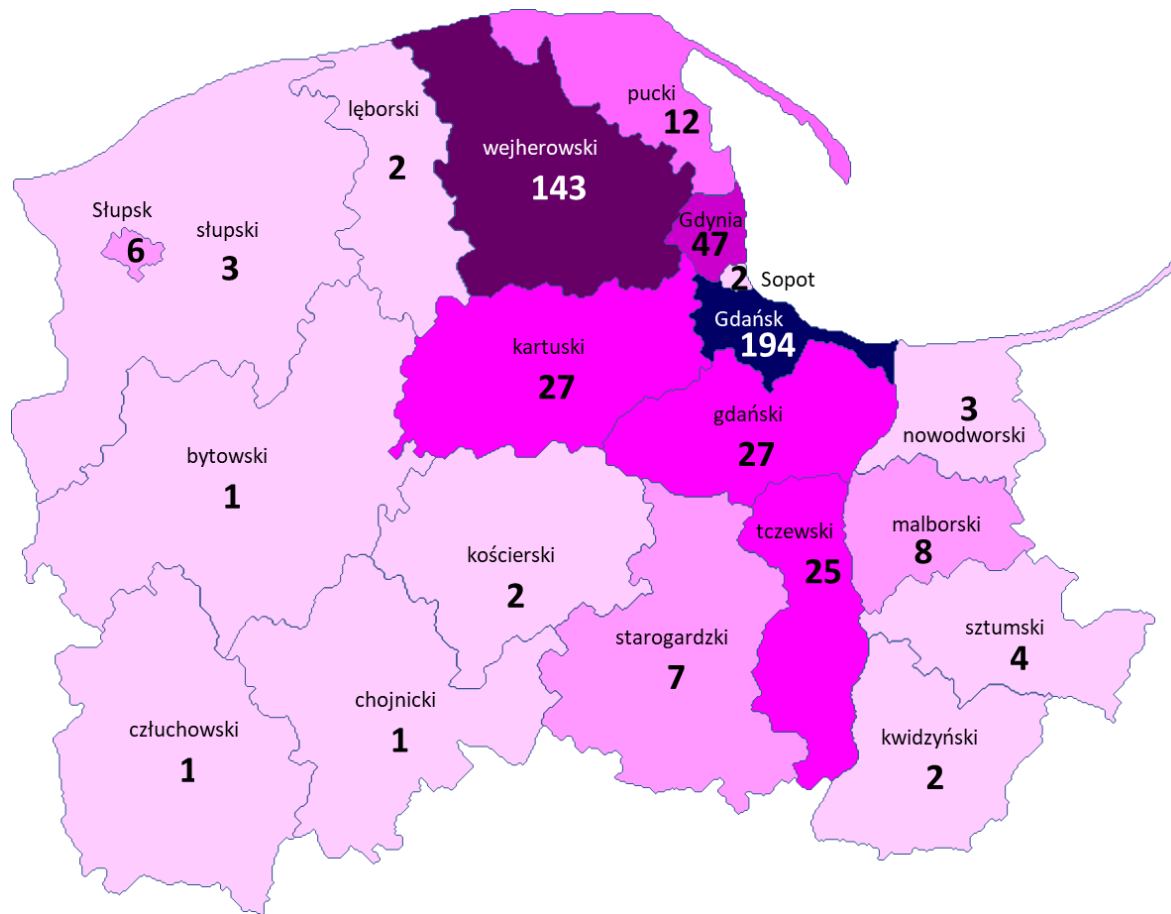 lęborski
2
pucki
12
wejherowski
143
Słupsk
6
słupski
3
Gdynia
47
2 Sopot
Gdańsk
194
kartuski
27
gdański
27
3
nowodworski
bytowski
1
kościerski
2
tczewski
25
malborski
8
starogardzki
7
sztumski
4
człuchowski
1
chojnicki
1
kwidzyński
2